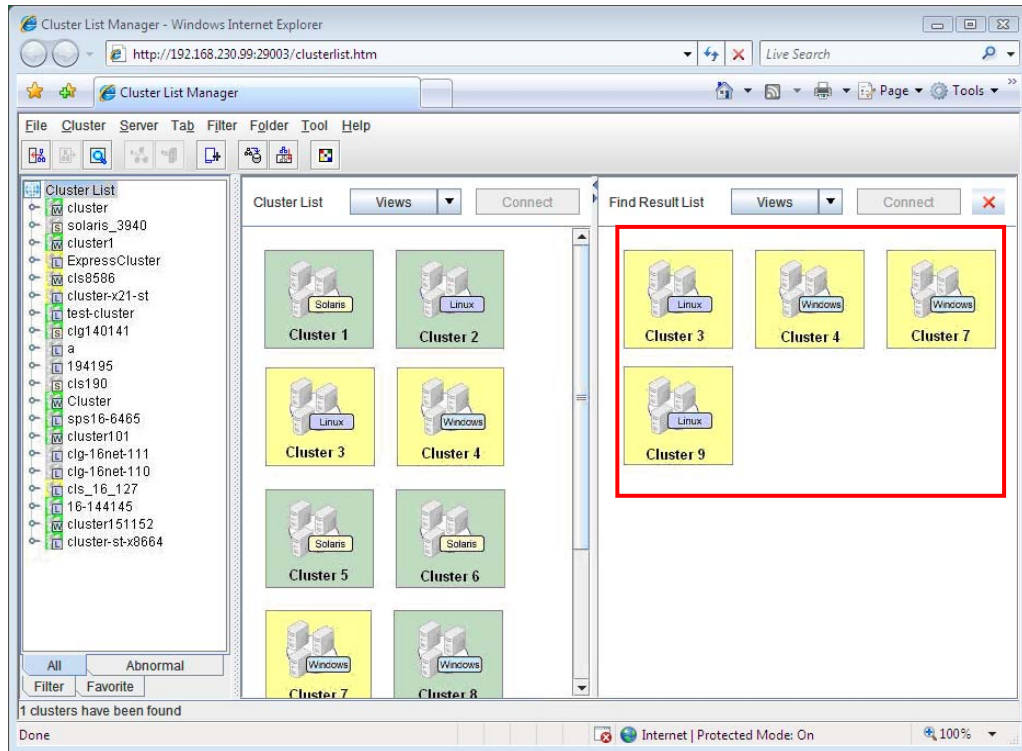 Cluster List Manager - Windows Internet Explorer
http://192.168.230.99:29003/clusterlist.htm
Live Search
Cluster List Manager
Page
Tools
File Cluster Server Tab Filter Folder Tool Help
Cluster List
cluster
solaris_3940
cluster1
ExpressCluster
cls8586
cluster-x21-st
test-cluster
clg140141
a
194195
cls190
Cluster
sps16-6465
cluster101
clg-16net-111
clg-16net-110
cls_16_127
16-144145
cluster151152
cluster-st-x8664
All
Abnormal
Filter
Favorite
Cluster List
Views
Connect
Solaris
Cluster 1
Linux
Cluster 2
Linux
Cluster 3
Windows
Cluster 4
Solaris
Cluster 5
Solaris
Cluster 6
Windows
Cluster 7
Windows
Cluster 8
Find Result List
Views
Connect
Linux
Cluster 3
Windows
Cluster 4
Windows
Cluster 7
Linux
Cluster 9
1 clusters have been found
Done
Internet | Protected Mode: On
100%